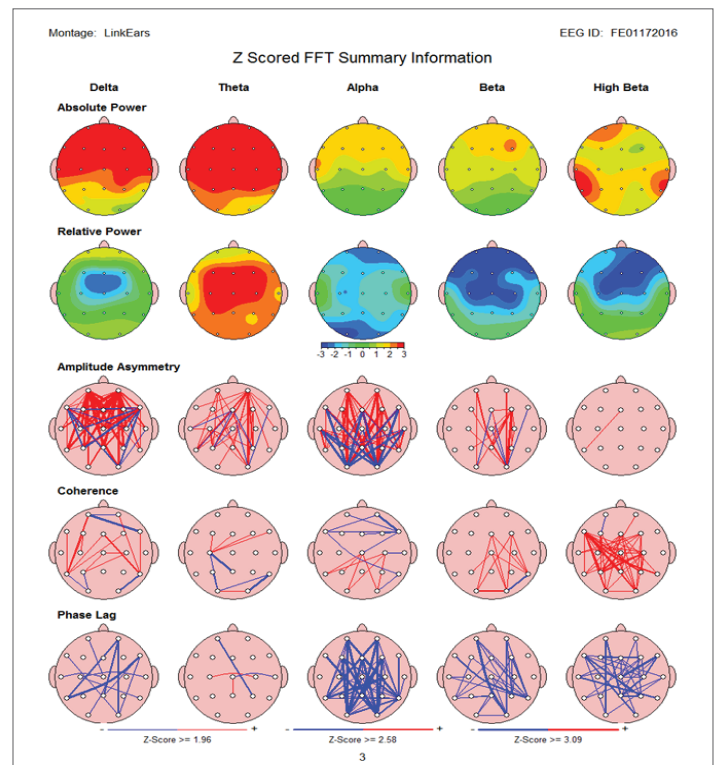 Montage: LinkEars EEG ID: FE01172016
Z Scored FFT Summary Information
Delta Theta Alpha Beta High Beta
Absolute Power
Relative Power
-3 -2 -1 0 1 2 3
Amplitude Asymmetry
Coherence
Phase Lag
- + - + - +
Z-Score >= 1.96 Z-Score >= 2.58 Z-Score >= 3.09
3